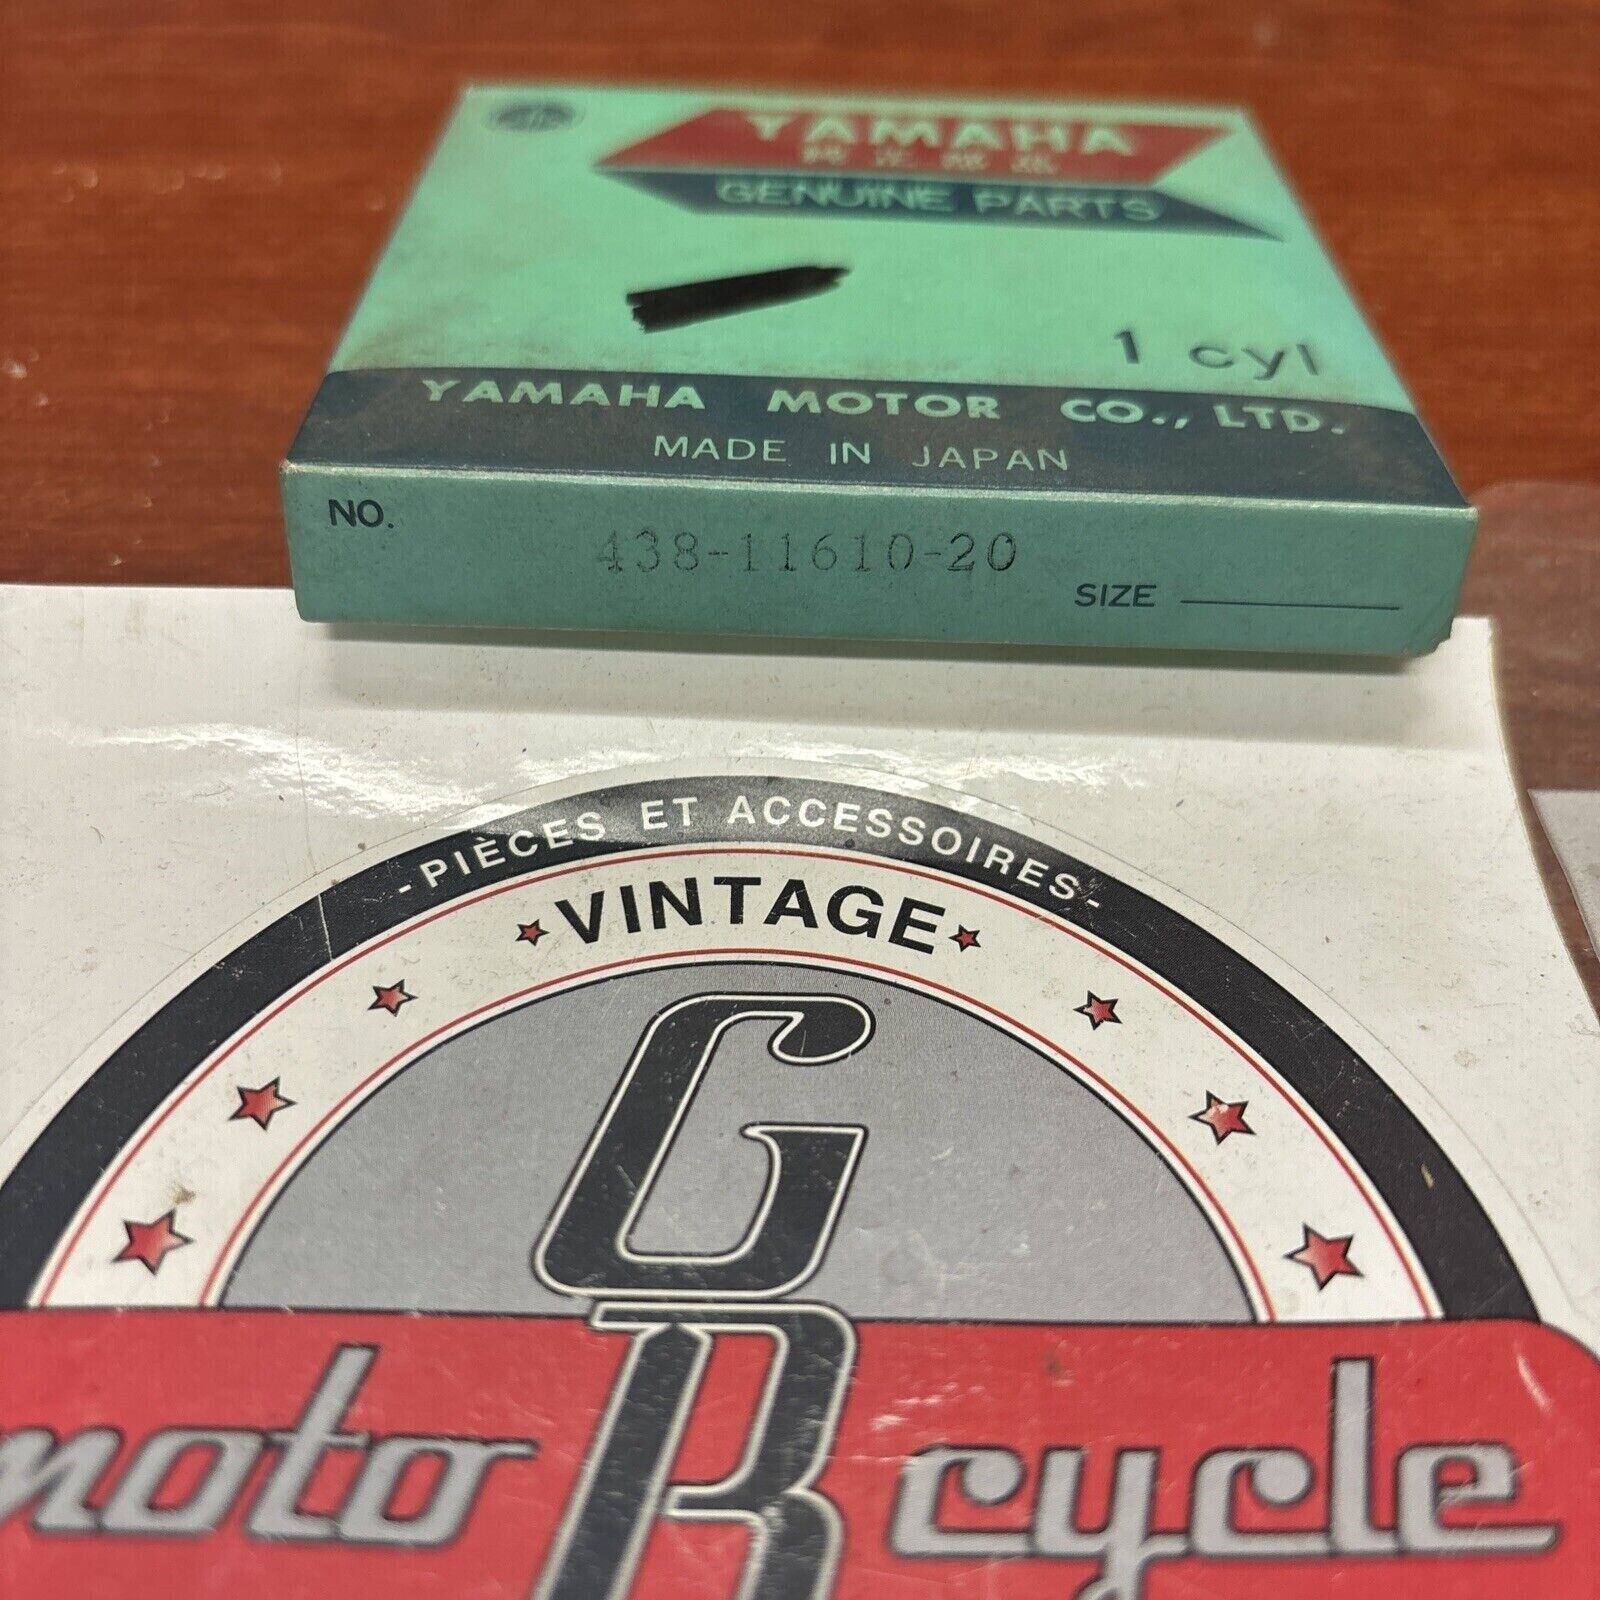 YAMAHA
GENUINE PARTS
1 cyl
YAMAHA MOTOR CO., LTD.
MADE IN JAPAN
NO.
438-11610-20
SIZE
-PIÈCES ET ACCESSOIRES-
VINTAGE
G
R
moto cycle